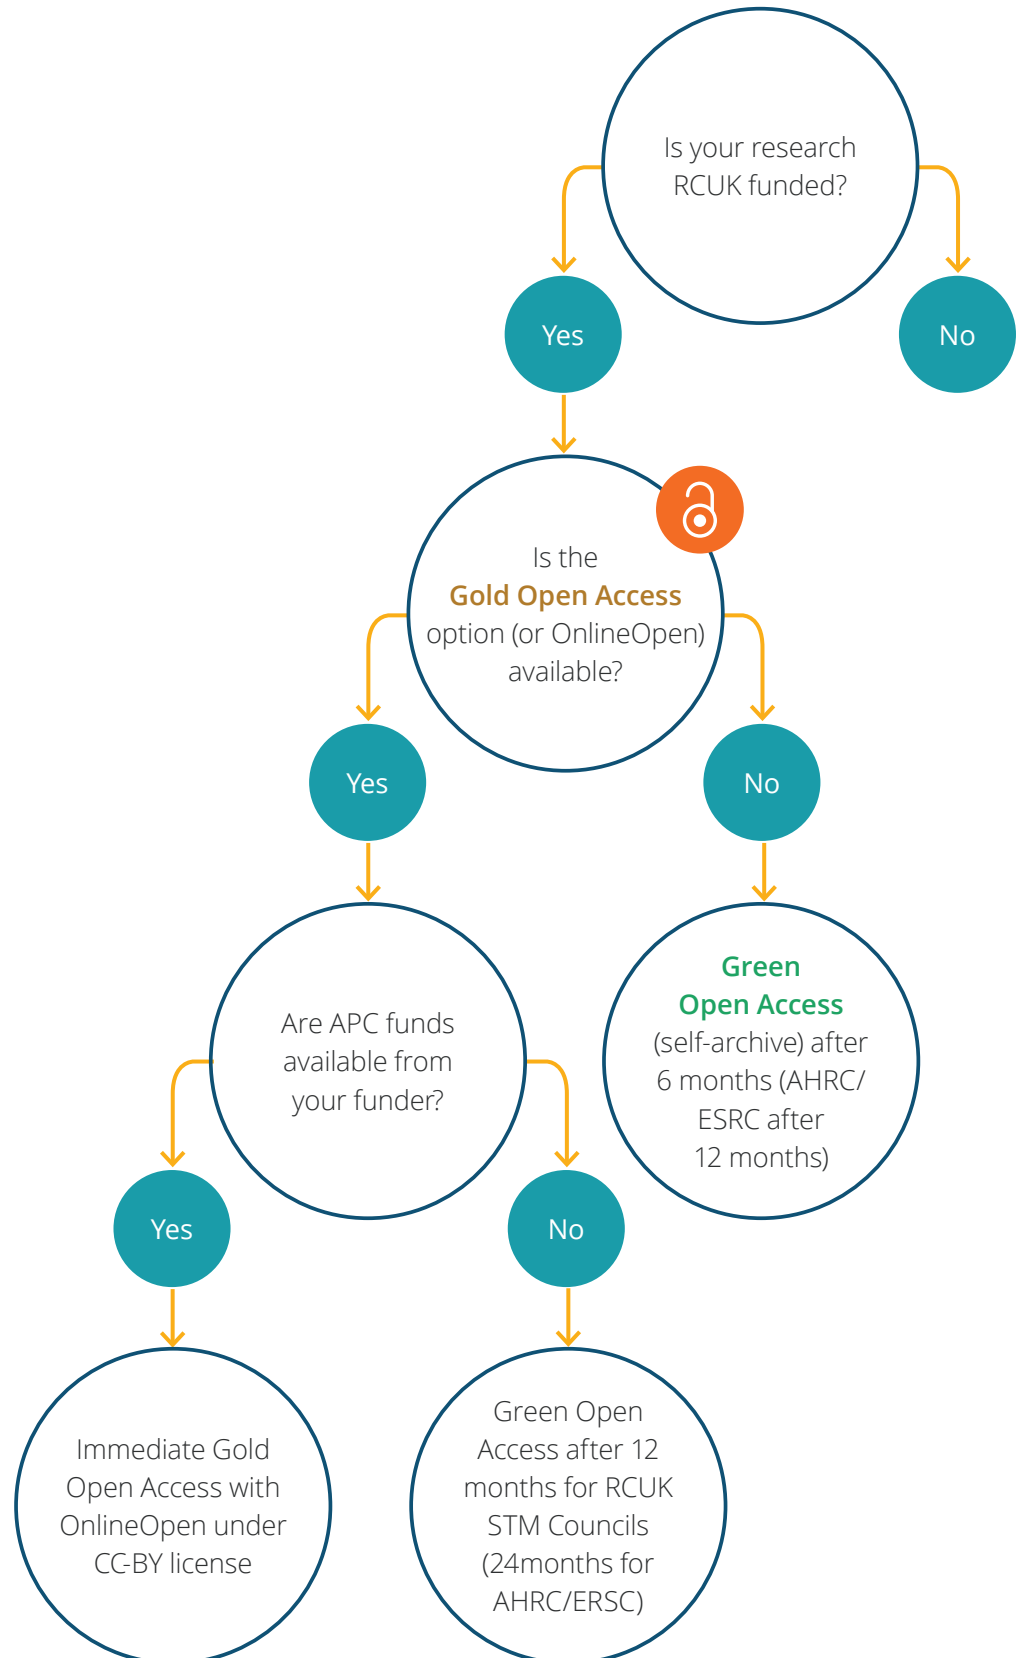 Is your research
RCUK funded?
Yes
No
Is the
Gold Open Access
option (or OnlineOpen)
available?
Yes
No
Are APC funds
available from
your funder?
Green
Open Access
(self-archive) after
6 months (AHRC/
ESRC after
12 months)
Yes
No
Immediate Gold
Open Access with
OnlineOpen under
CC-BY license
Green Open
Access after 12
months for RCUK
STM Councils
(24months for
AHRC/ERSC)